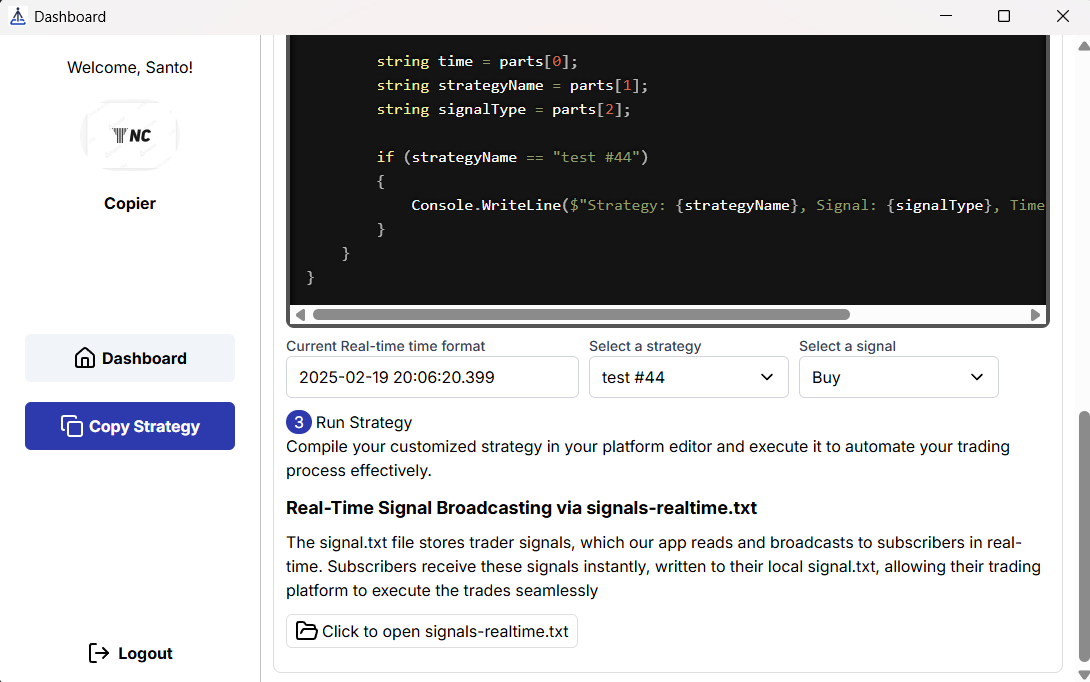 Dashboard
Welcome, Santo!
NC
Copier
Dashboard
Copy Strategy
Logout
string time = parts[0];
string strategyName = parts[1];
string signalType = parts[2];
if (strategyName == "test #44")
{
Console.WriteLine($"Strategy: {strategyName}, Signal: {signalType}, Time
}
}
}
Current Real-time time format
Select a strategy
Select a signal
2025-02-19 20:06:20.399
test #44
Buy
3 Run Strategy
Compile your customized strategy in your platform editor and execute it to automate your trading
process effectively.
Real-Time Signal Broadcasting via signals-realtime.txt
The signal.txt file stores trader signals, which our app reads and broadcasts to subscribers in real-
time. Subscribers receive these signals instantly, written to their local signal.txt, allowing their trading
platform to execute the trades seamlessly
Click to open signals-realtime.txt